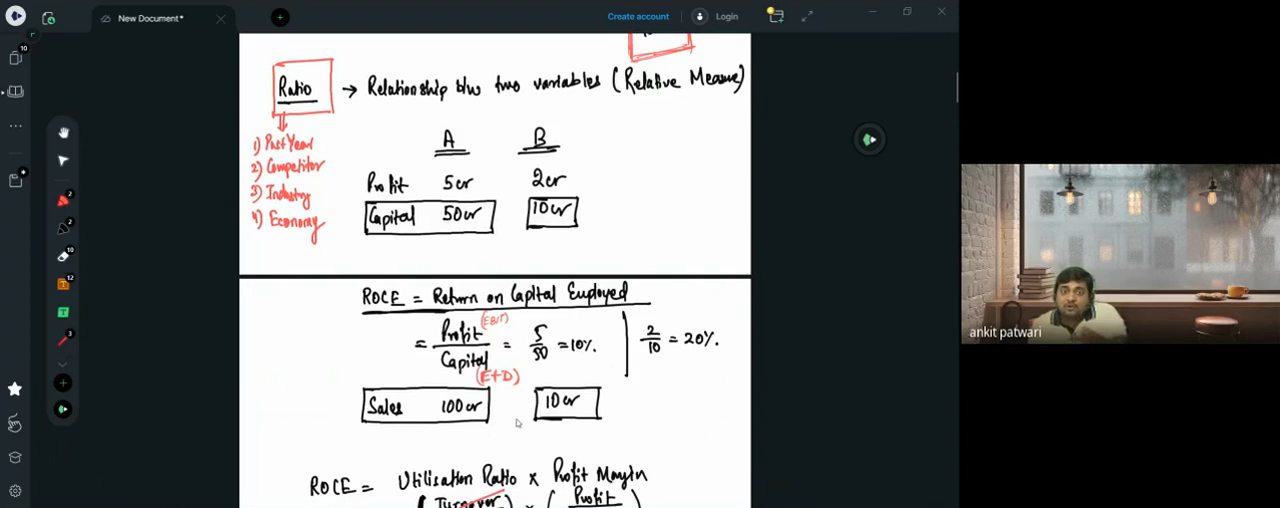 New Document*
Create account
Login
Ratio → Relationship b/w two variables (Relative Measure)
1) Past Year
2) Competitor
3) Industry
4) Economy
A B
Profit 5cr 2cr
Capital 50cr 10cr
ROCE = Return on Capital Employed
(EBIT)
= Profit / Capital = 5/50 = 10% | 2/10 = 20%.
(E+D)
Sales 100cr 10cr
ROCE = Utilisation Ratio x Profit Margin
(Turnover) x (Profit
ankit patwari